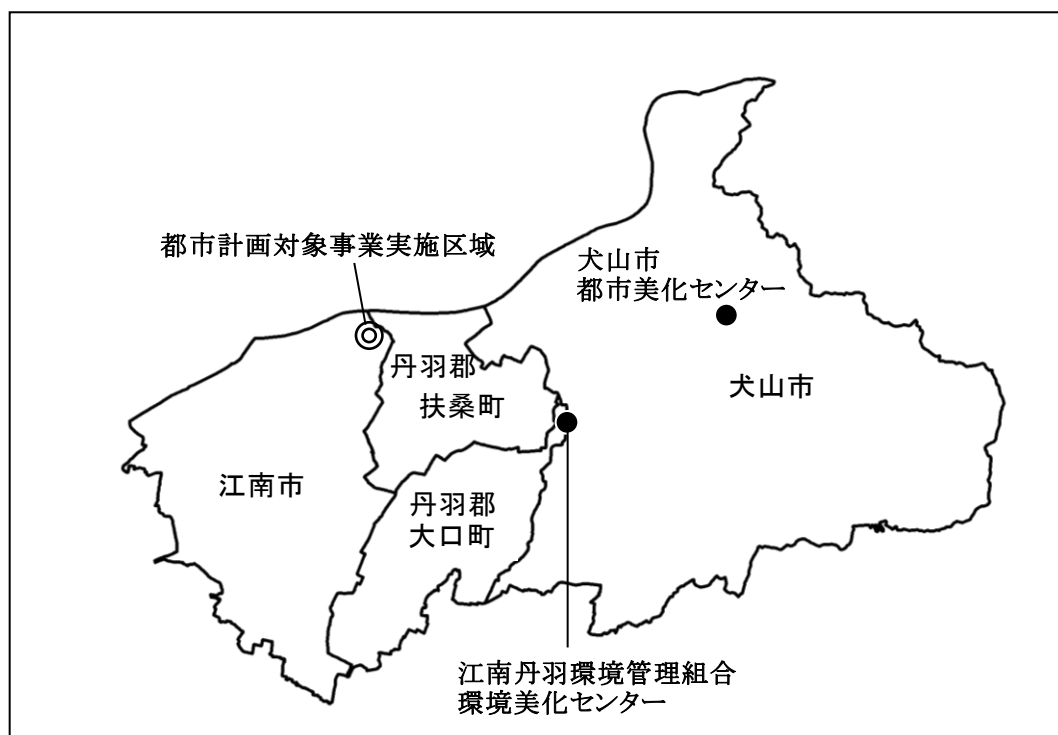 都市計画対象事業実施区域
犬山市
都市美化センター
丹羽郡
扶桑町
犬山市
江南市
丹羽郡
大口町
江南丹羽環境管理組合
環境美化センター